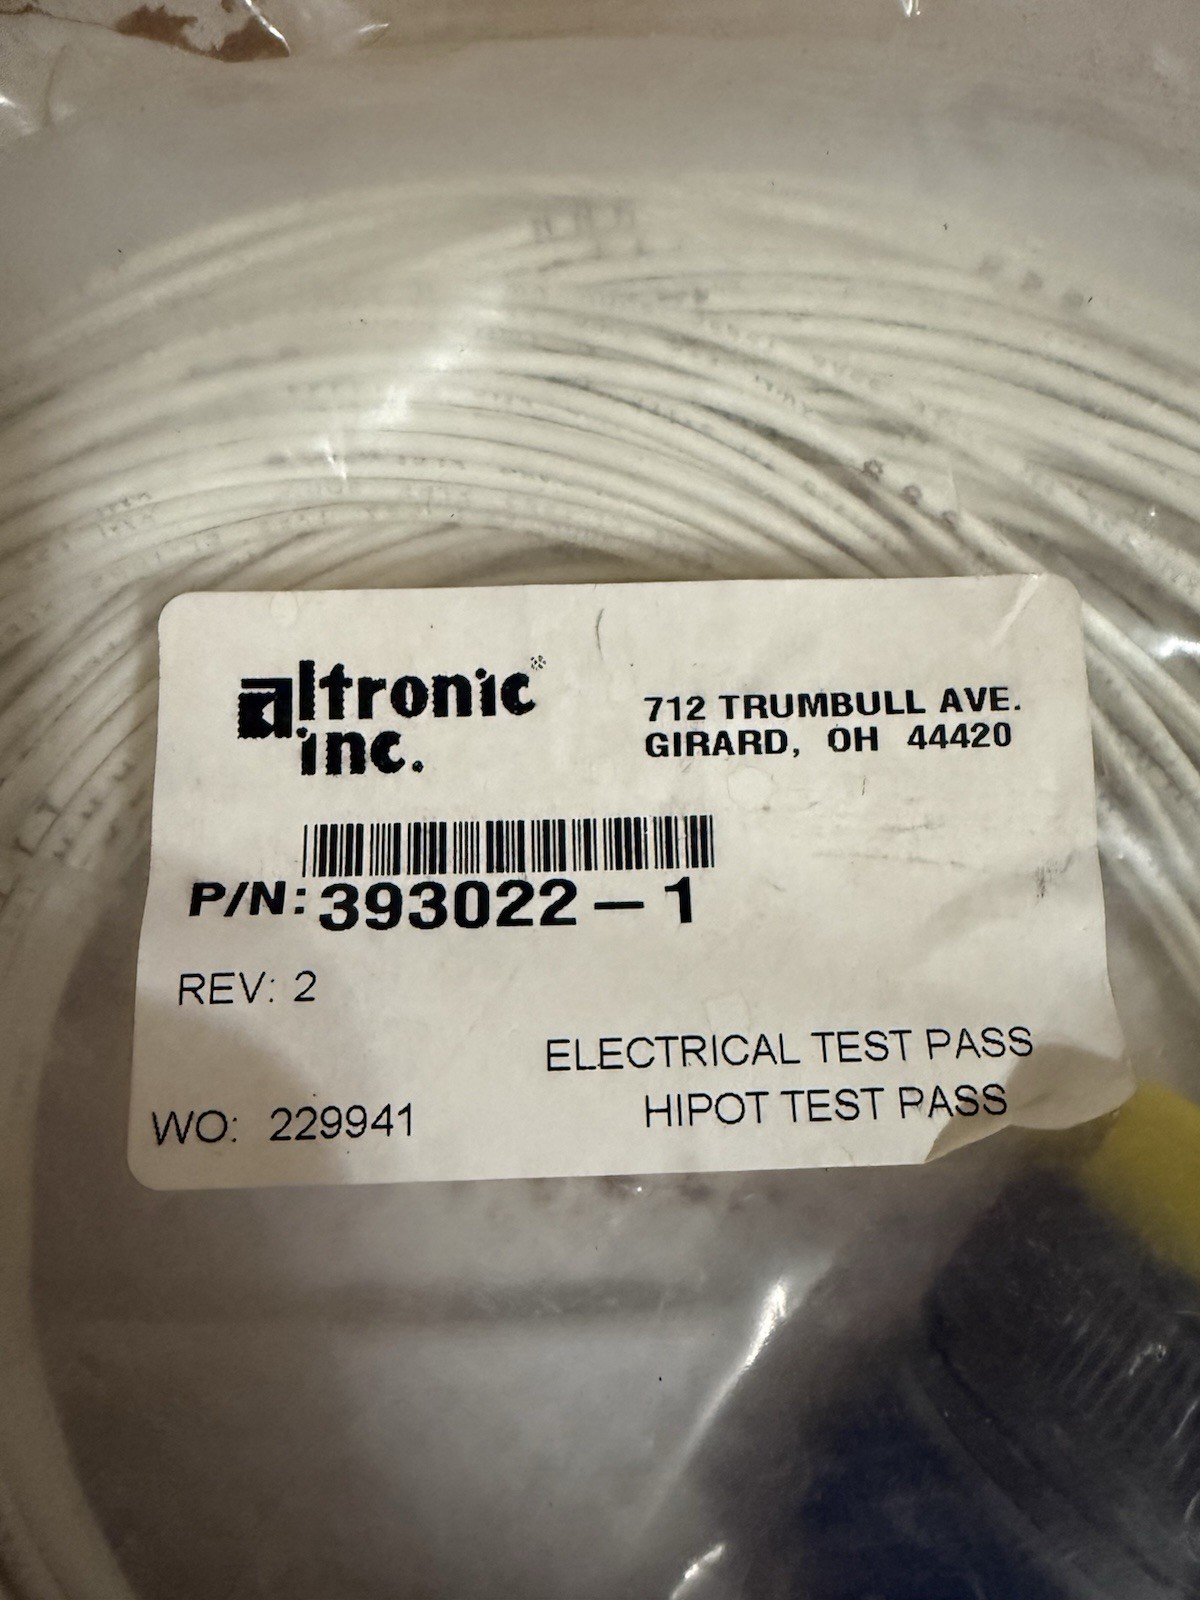 altronic
inc.
712 TRUMBULL AVE.
GIRARD, OH 44420
P/N: 393022-1
REV: 2
ELECTRICAL TEST PASS
WO: 229941
HIPOT TEST PASS